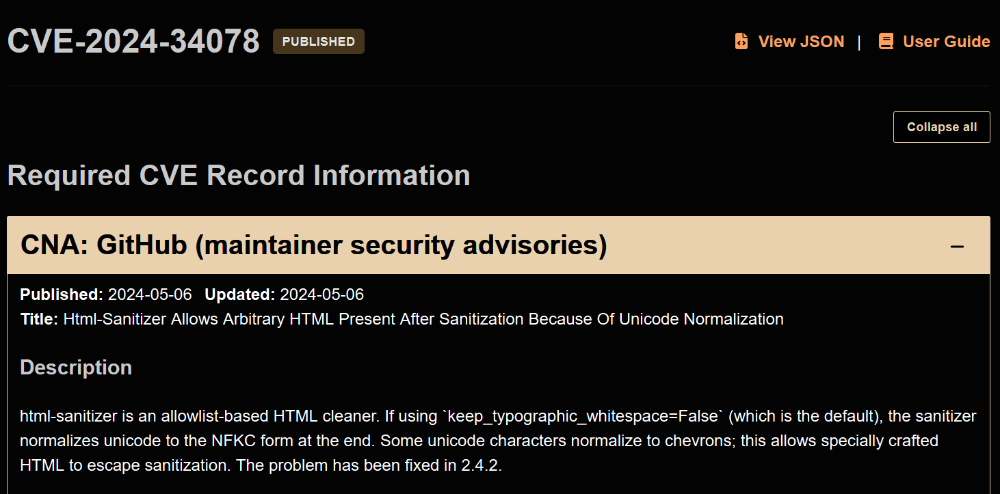 CVE-2024-34078 PUBLISHED View JSON | User Guide
Collapse all
Required CVE Record Information
CNA: GitHub (maintainer security advisories)
Published: 2024-05-06 Updated: 2024-05-06
Title: Html-Sanitizer Allows Arbitrary HTML Present After Sanitization Because Of Unicode Normalization
Description
html-sanitizer is an allowlist-based HTML cleaner. If using `keep_typographic_whitespace=False` (which is the default), the sanitizer
normalizes unicode to the NFKC form at the end. Some unicode characters normalize to chevrons; this allows specially crafted
HTML to escape sanitization. The problem has been fixed in 2.4.2.